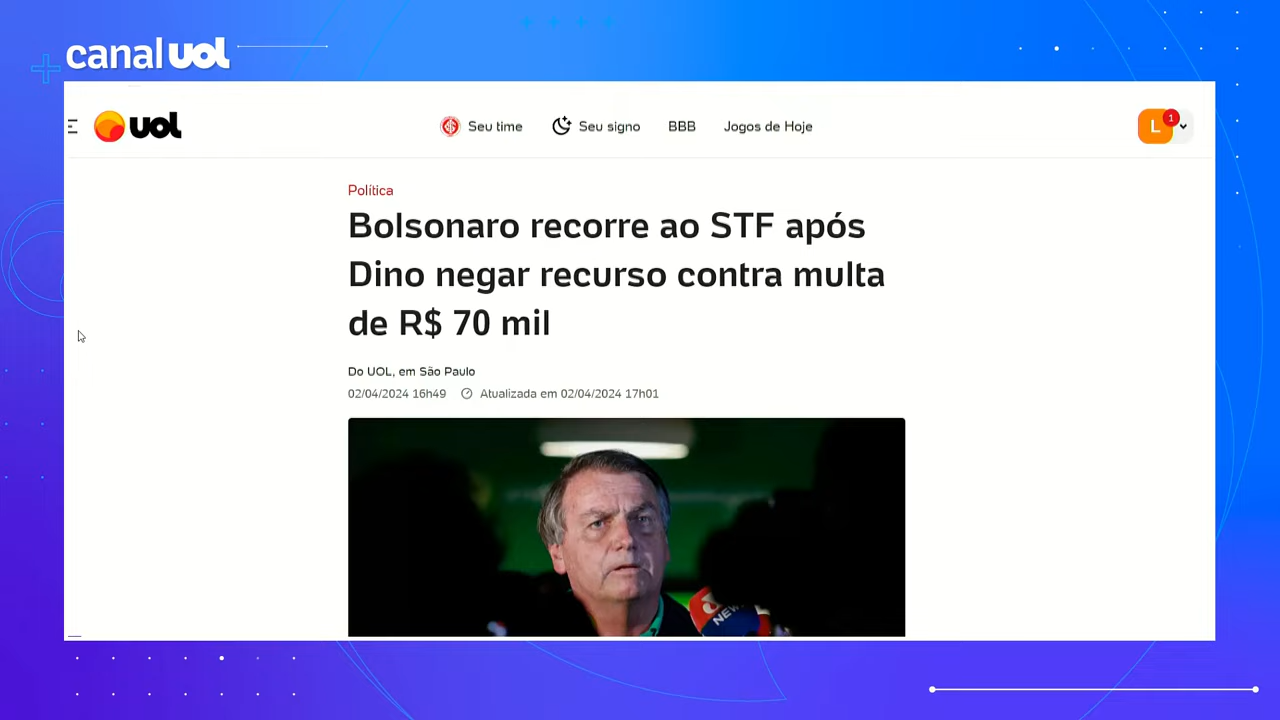 canal uol
uol
Seu time
Seu signo
BBB
Jogos de Hoje
L
1
Política
Bolsonaro recorre ao STF após
Dino negar recurso contra multa
de R$ 70 mil
Do UOL, em São Paulo
02/04/2024 16h49
Atualizada em 02/04/2024 17h01
NEW